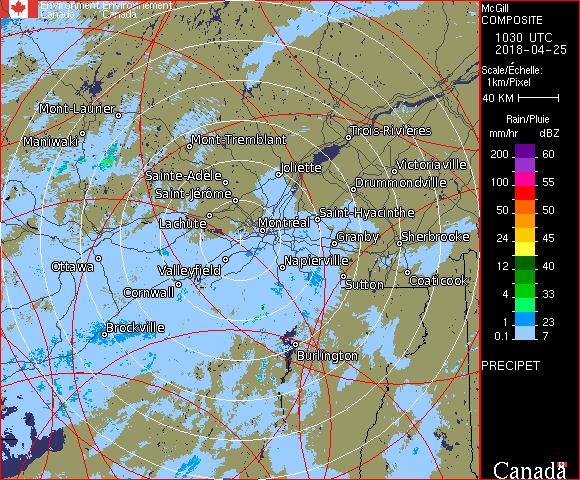 Environment Environnement
Canada Canada
McGill
COMPOSITE
1030 UTC
2018-04-25
Scale/Échelle:
1km/Pixel
40 KM
Rain/Pluie
mm/hr dBZ
200 60
150 57
100 55
50 50
24 45
12 40
4 33
1 23
0.1 7
PRECIPET
Canada
Mont-Laurier
Trois-Rivières
Maniwaki
Mont-Tremblant
Victoriaville
Joliette
Sainte-Adèle
Drummondville
Saint-Jérôme
Saint-Hyacinthe
Lachute
Montréal
Granby
Sherbrooke
Ottawa
Valleyfield
Napierville
Sutton
Coaticook
Cornwall
Brockville
Burlington